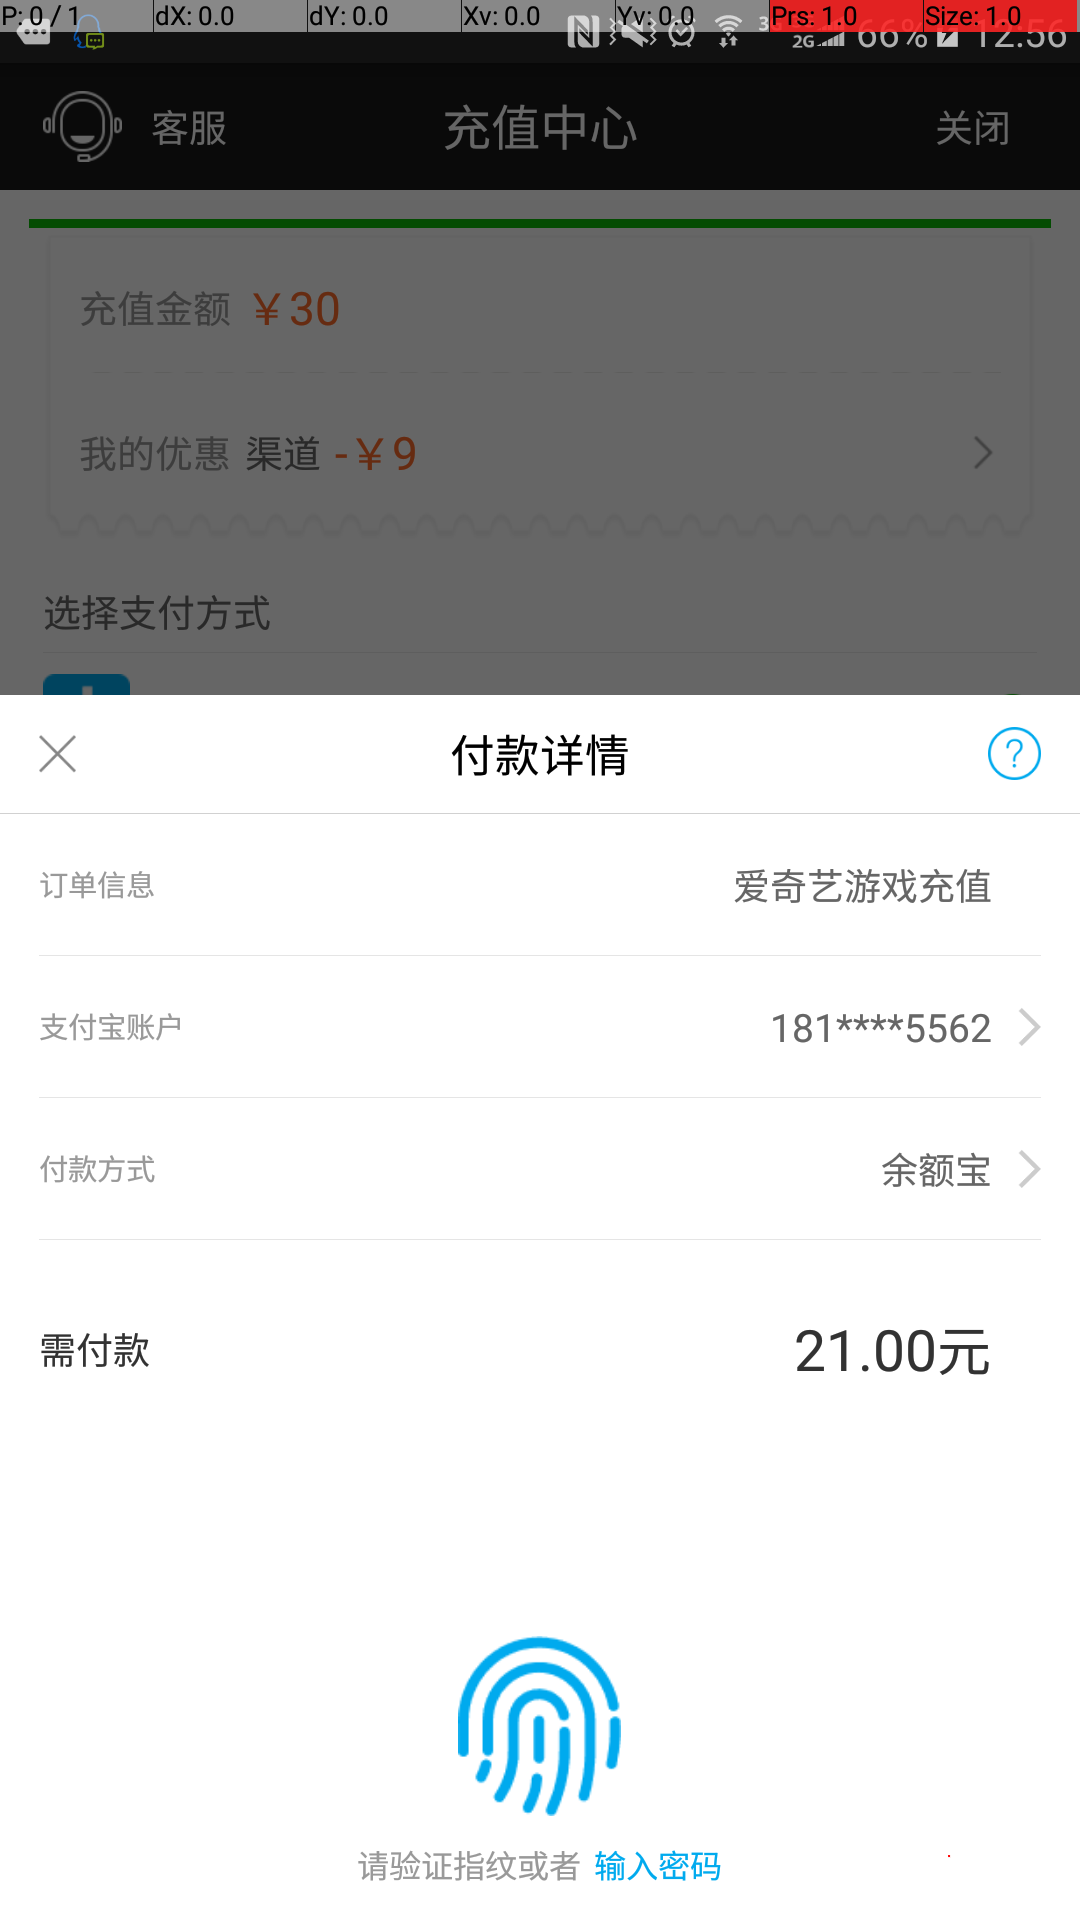 P: 0 / 1 dX: 0.0 dY: 0.0 Xv: 0.0 Yv: 0.0 Prs: 1.0 Size: 1.0
2G 66% 12:56
客服 充值中心 关闭
充值金额 ￥30
我的优惠 渠道 -￥9
选择支付方式
付款详情 ?
订单信息 爱奇艺游戏充值
支付宝账户 181****5562
付款方式 余额宝
需付款 21.00元
请验证指纹或者 输入密码